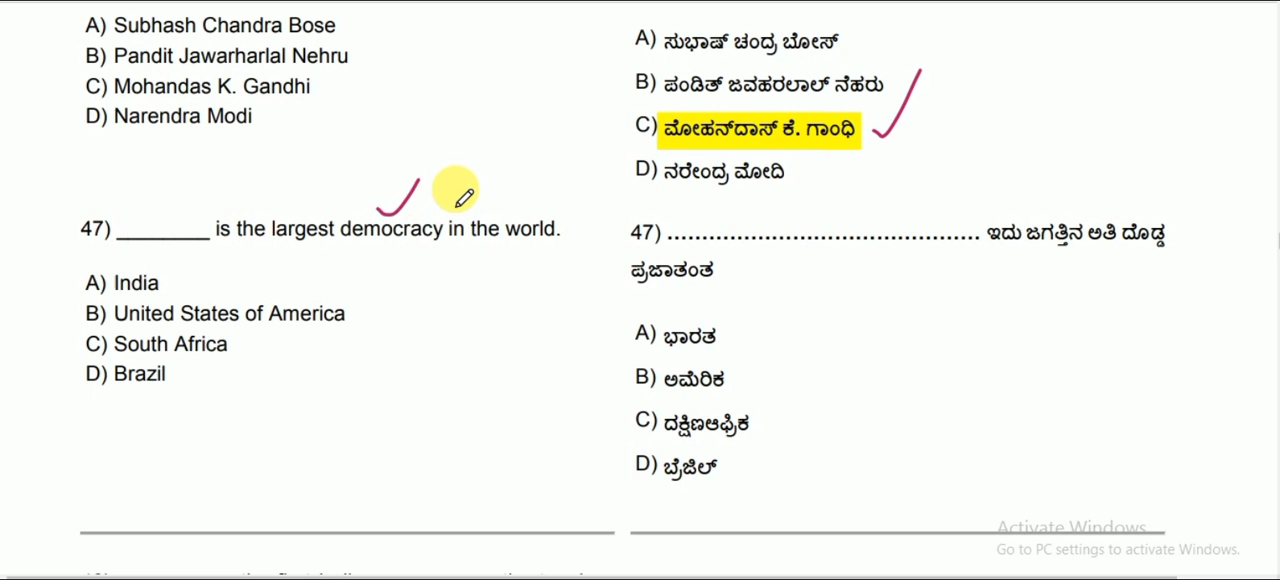 A) Subhash Chandra Bose
B) Pandit Jawarharlal Nehru
C) Mohandas K. Gandhi
D) Narendra Modi
47) _________ is the largest democracy in the world.
A) India
B) United States of America
C) South Africa
D) Brazil
A) ಸುಭಾಷ್ ಚಂದ್ರ ಬೋಸ್
B) ಪಂಡಿತ್ ಜವಹರಲಾಲ್ ನೆಹರು
C) ಮೋಹನ್‌ದಾಸ್ ಕೆ. ಗಾಂಧಿ
D) ನರೇಂದ್ರ ಮೋದಿ
47) ............................................ ಇದು ಜಗತ್ತಿನ ಅತಿ ದೊಡ್ಡ
ಪ್ರಜಾತಂತ
A) ಭಾರತ
B) ಅಮೆರಿಕ
C) ದಕ್ಷಿಣಆಫ್ರಿಕ
D) ಬ್ರೆಜಿಲ್
Activate Windows
Go to PC settings to activate Windows.